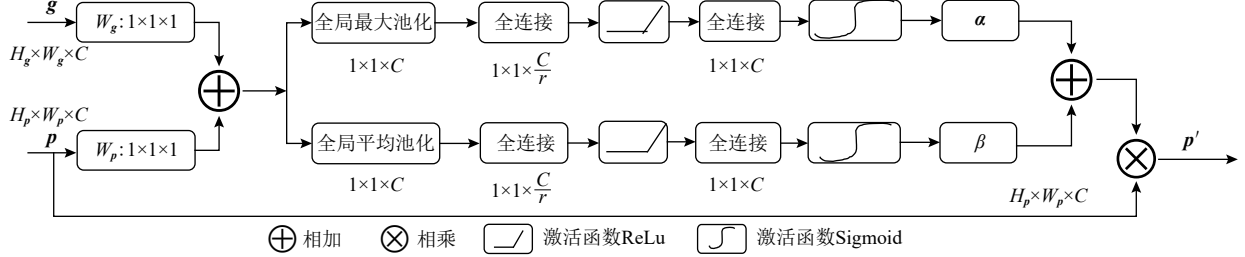 g
H_g×W_g×C
W_g: 1×1×1
H_p×W_p×C
p
W_p: 1×1×1
全局最大池化
1×1×C
全连接
1×1×C/r
全连接
1×1×C
α
全局平均池化
1×1×C
全连接
1×1×C/r
全连接
1×1×C
β
p′
H_p×W_p×C
相加
相乘
激活函数ReLu
激活函数Sigmoid